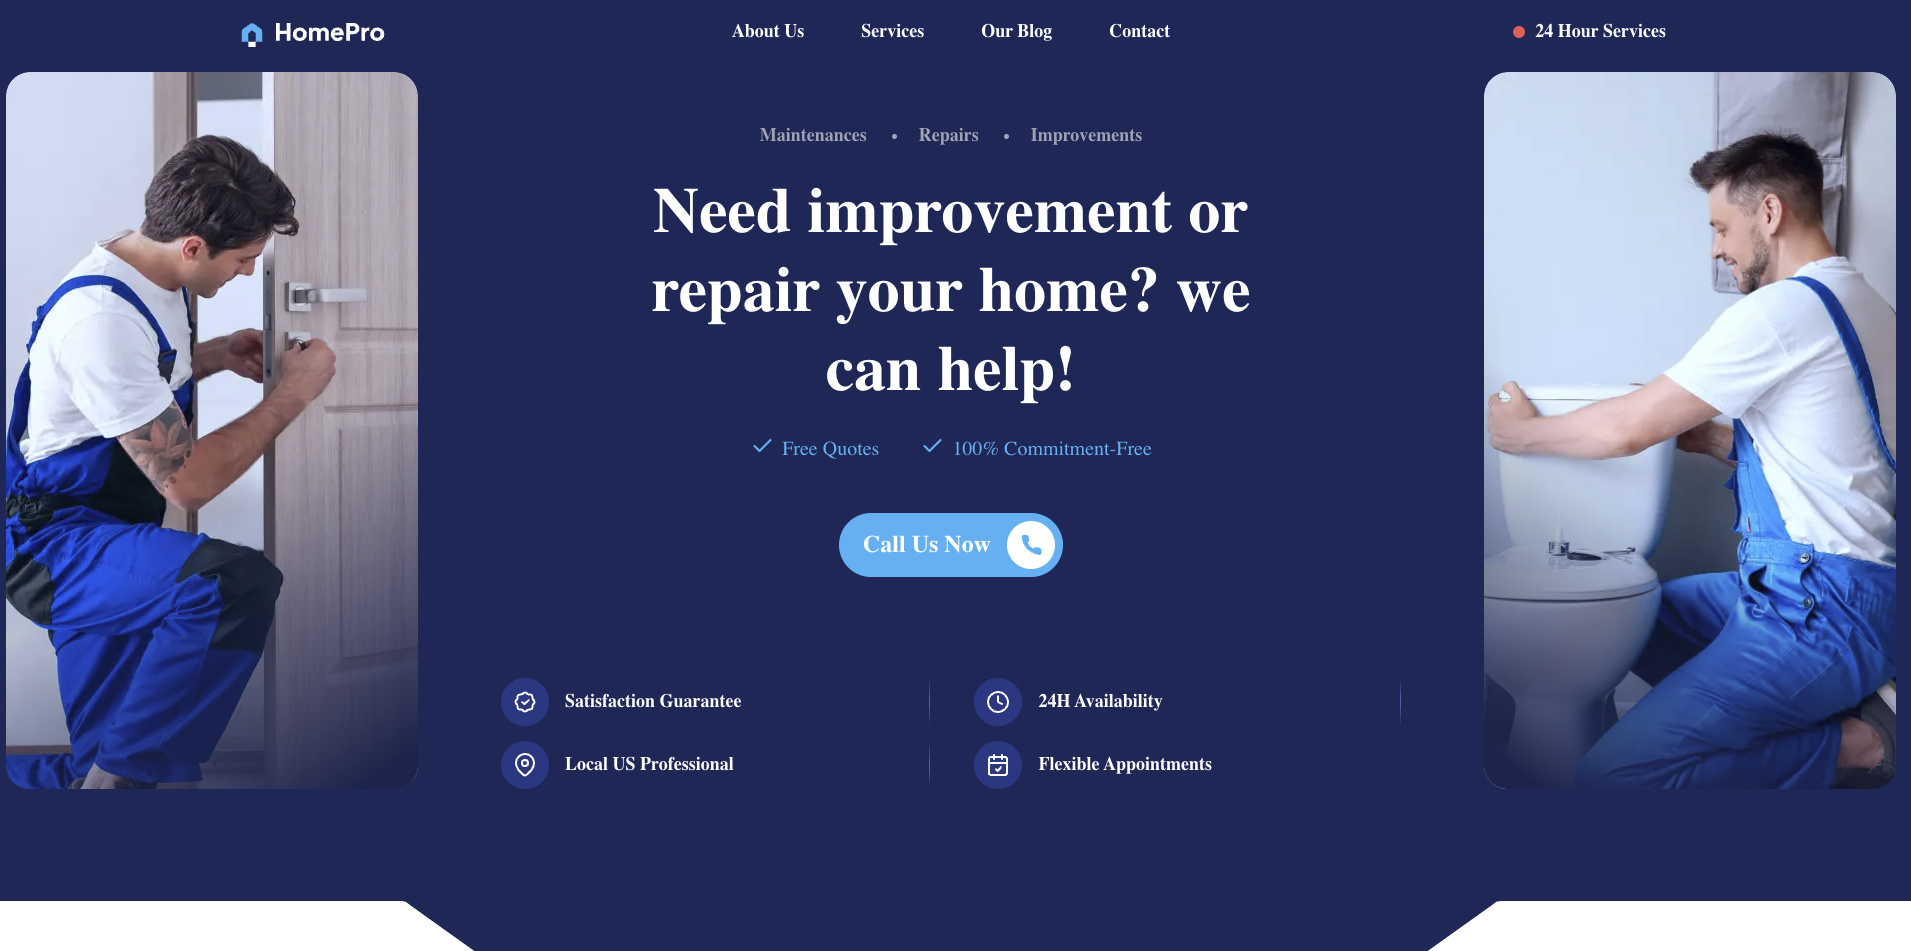 HomePro
About Us
Services
Our Blog
Contact
24 Hour Services
Maintenances • Repairs • Improvements
Need improvement or
repair your home? we
can help!
Free Quotes
100% Commitment-Free
Call Us Now
Satisfaction Guarantee
24H Availability
Local US Professional
Flexible Appointments